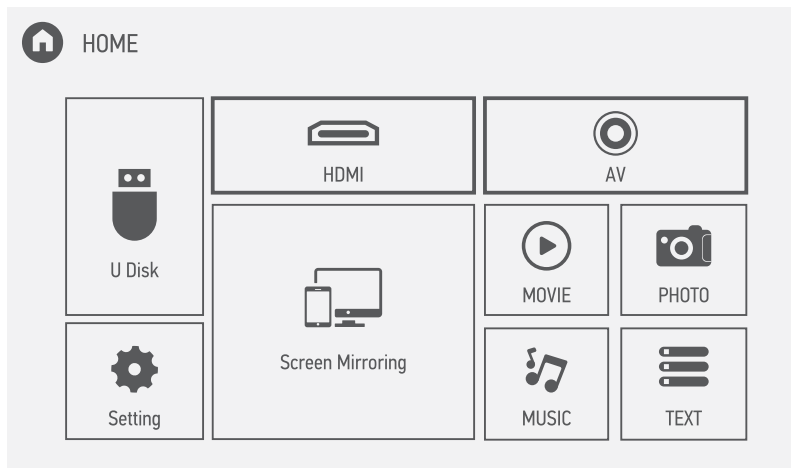 HOME
U Disk
HDMI
AV
Screen Mirroring
MOVIE
PHOTO
Setting
MUSIC
TEXT